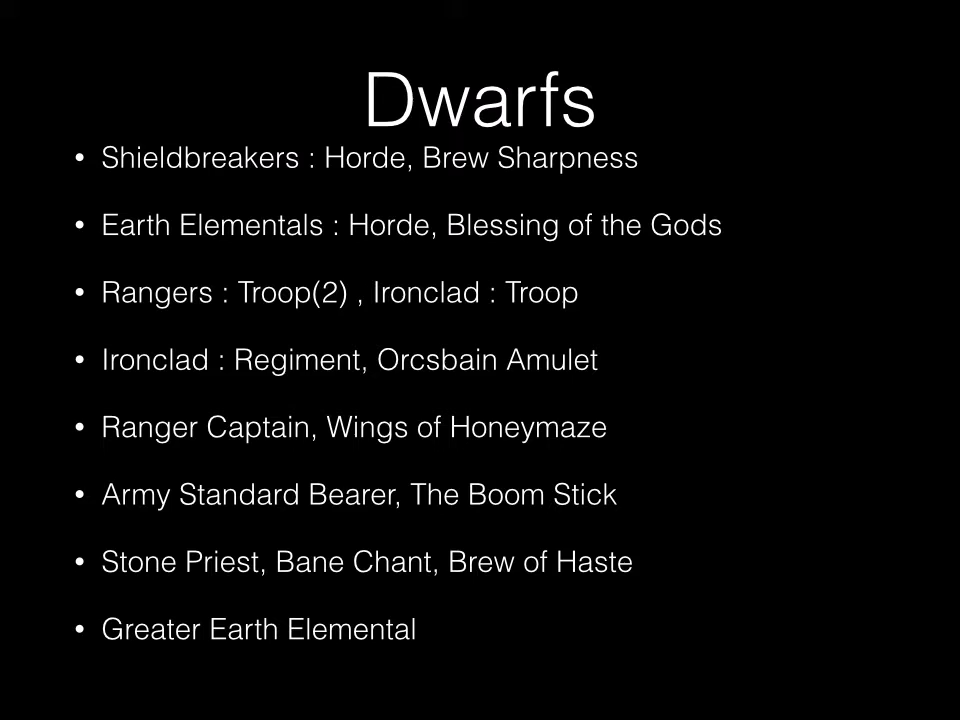 Dwarfs
• Shieldbreakers : Horde, Brew Sharpness
• Earth Elementals : Horde, Blessing of the Gods
• Rangers : Troop(2) , Ironclad : Troop
• Ironclad : Regiment, Orcsbain Amulet
• Ranger Captain, Wings of Honeymaze
• Army Standard Bearer, The Boom Stick
• Stone Priest, Bane Chant, Brew of Haste
• Greater Earth Elemental